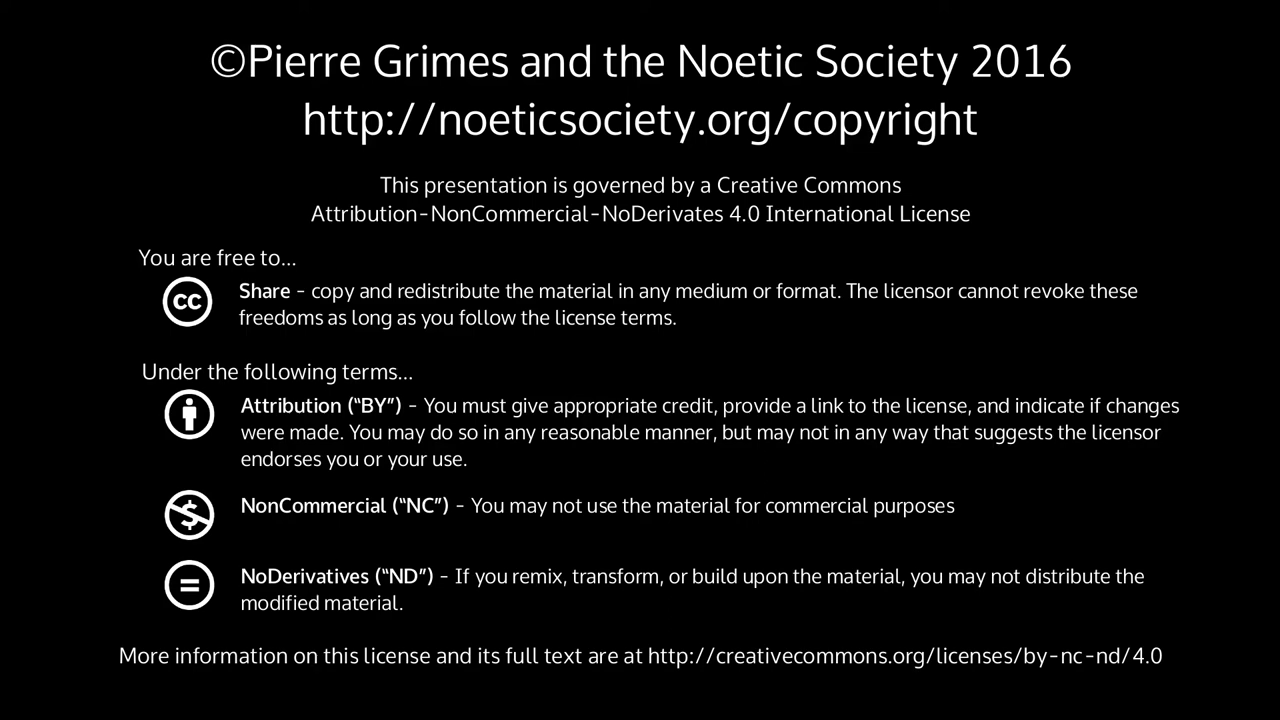 ©Pierre Grimes and the Noetic Society 2016
http://noeticsociety.org/copyright
This presentation is governed by a Creative Commons
Attribution-NonCommercial-NoDerivates 4.0 International License
You are free to...
cc
Share - copy and redistribute the material in any medium or format. The licensor cannot revoke these
freedoms as long as you follow the license terms.
Under the following terms...
Attribution (“BY”) - You must give appropriate credit, provide a link to the license, and indicate if changes
were made. You may do so in any reasonable manner, but may not in any way that suggests the licensor
endorses you or your use.
$
NonCommercial (“NC”) - You may not use the material for commercial purposes
=
NoDerivatives (“ND”) - If you remix, transform, or build upon the material, you may not distribute the
modified material.
More information on this license and its full text are at http://creativecommons.org/licenses/by-nc-nd/4.0